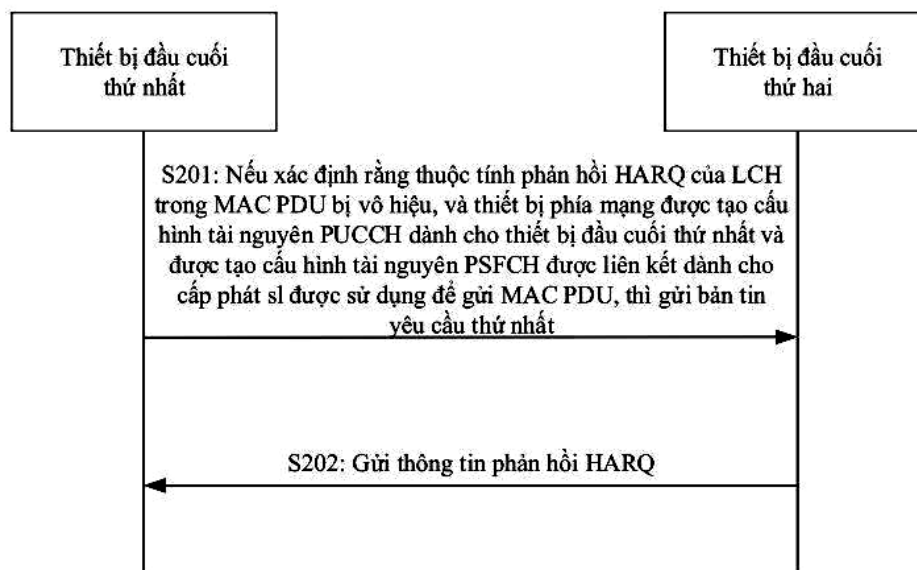 Thiết bị đầu cuối
thứ nhất
Thiết bị đầu cuối
thứ hai
S201: Nếu xác định rằng thuộc tính phản hồi HARQ của LCH
trong MAC PDU bị vô hiệu, và thiết bị phía mạng được tạo cấu
hình tài nguyên PUCCH dành cho thiết bị đầu cuối thứ nhất và
được tạo cấu hình tài nguyên PSFCH được liên kết dành cho
cấp phát sl được sử dụng để gửi MAC PDU, thì gửi bản tin
yêu cầu thứ nhất
S202: Gửi thông tin phản hồi HARQ